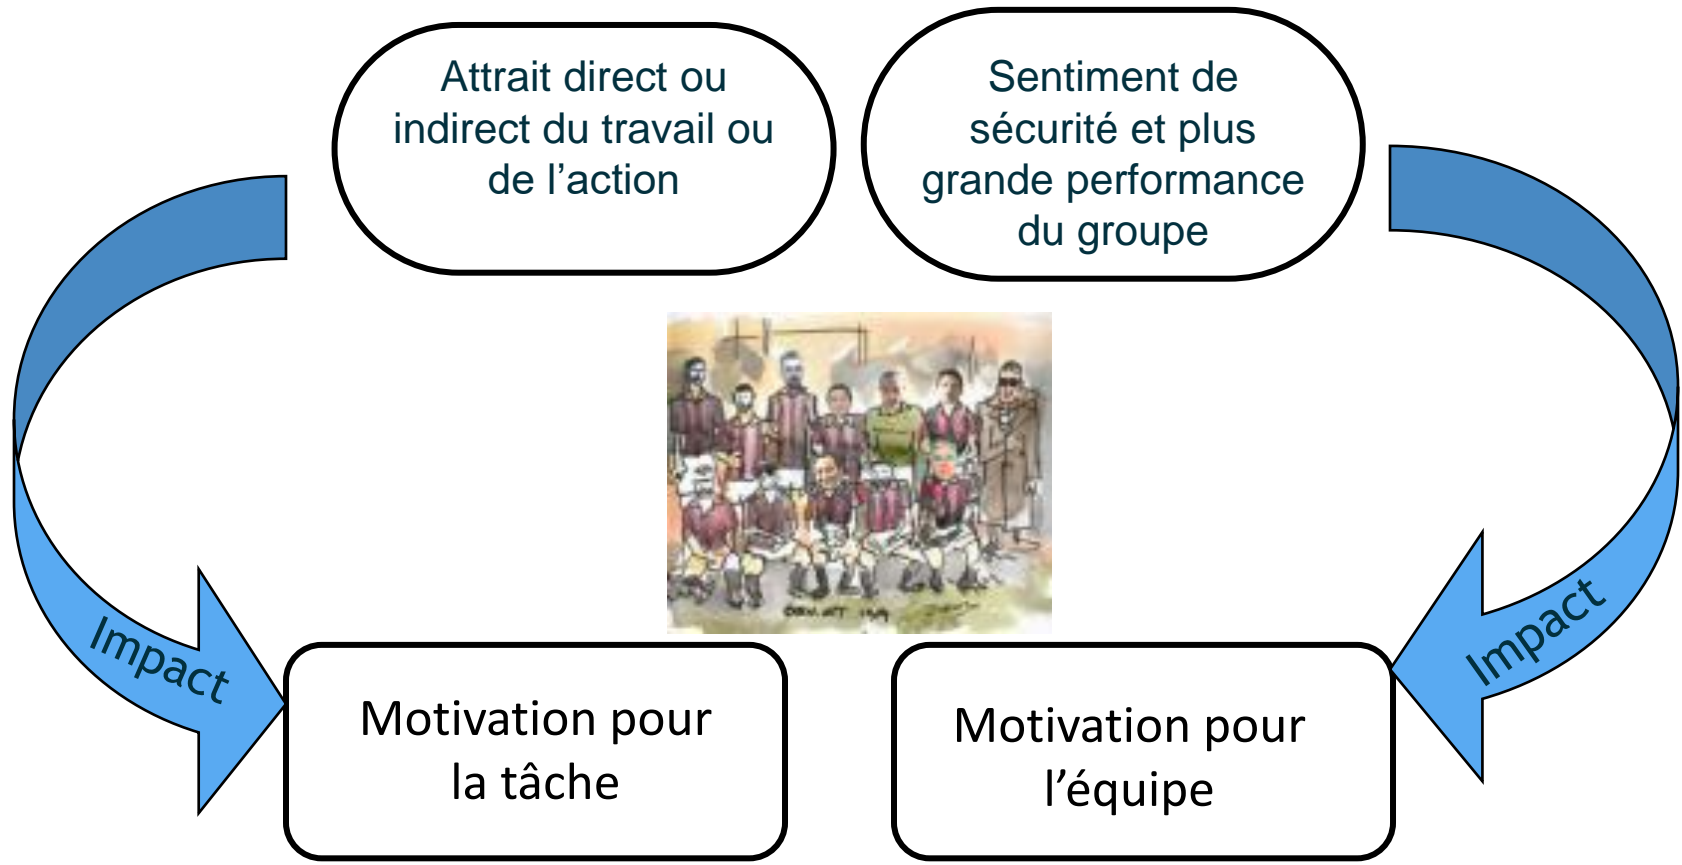 Attrait direct ou
indirect du travail ou
de l’action
Sentiment de
sécurité et plus
grande performance
du groupe
Impact
Impact
Motivation pour
la tâche
Motivation pour
l’équipe